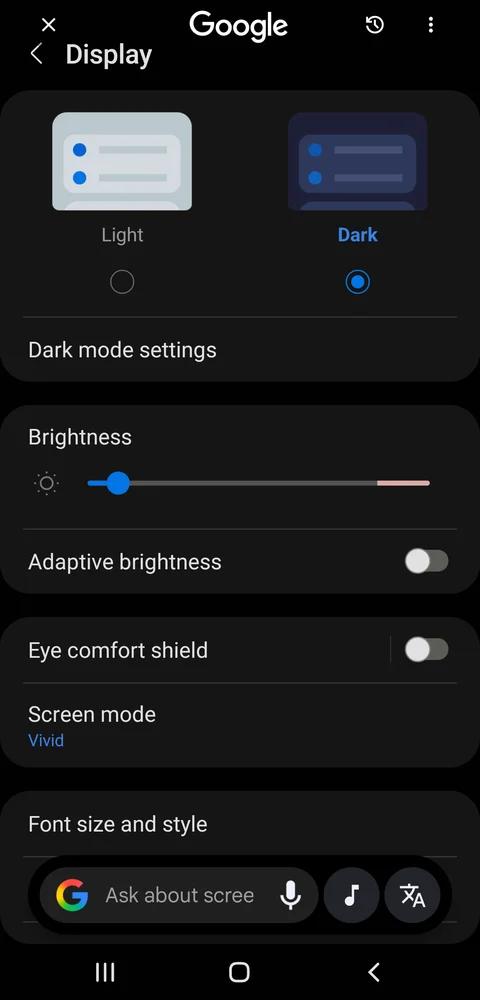 Google
Display
Light
Dark
Dark mode settings
Brightness
Adaptive brightness
Eye comfort shield
Screen mode
Vivid
Font size and style
Ask about scree